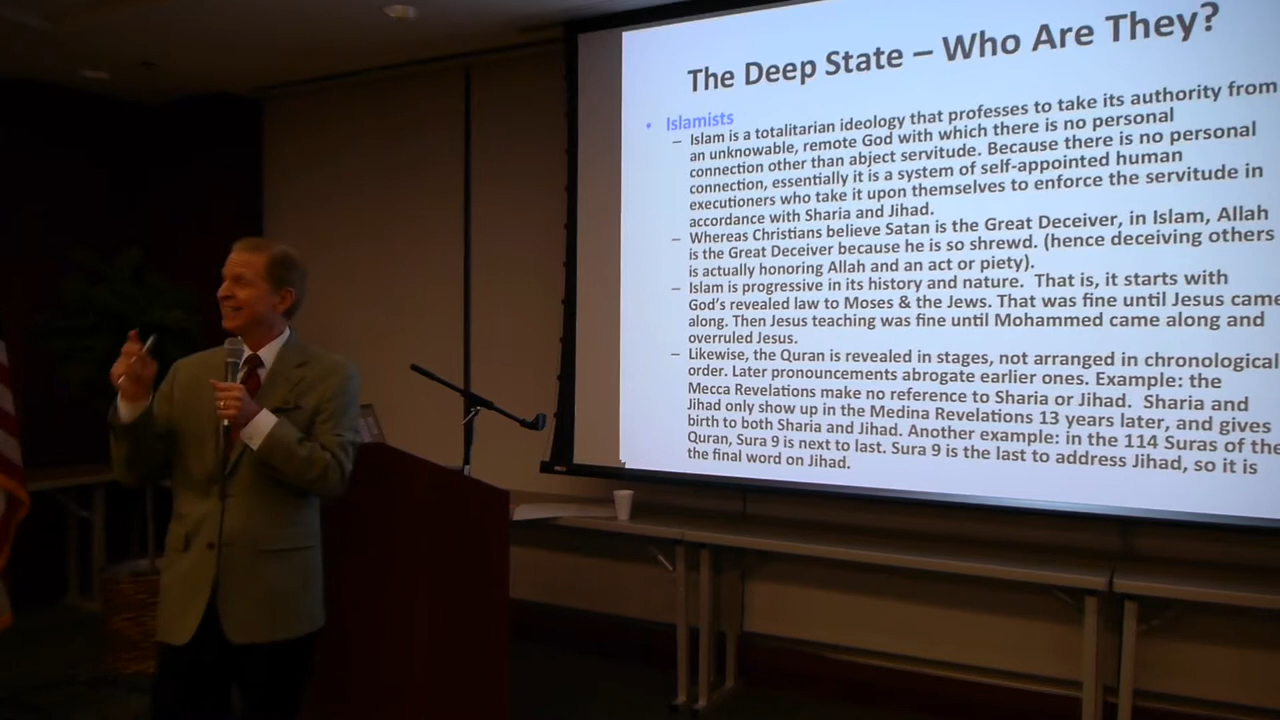 The Deep State – Who Are They?
• Islamists
– Islam is a totalitarian ideology that professes to take its authority from
an unknowable, remote God with which there is no personal
connection other than abject servitude. Because there is no personal
connection, essentially it is a system of self-appointed human
executioners who take it upon themselves to enforce the servitude in
accordance with Sharia and Jihad.
– Whereas Christians believe Satan is the Great Deceiver, in Islam, Allah
is the Great Deceiver because he is so shrewd. (hence deceiving others
is actually honoring Allah and an act or piety).
– Islam is progressive in its history and nature. That is, it starts with
God's revealed law to Moses & the Jews. That was fine until Jesus came
along. Then Jesus teaching was fine until Mohammed came along and
overruled Jesus.
– Likewise, the Quran is revealed in stages, not arranged in chronological
order. Later pronouncements abrogate earlier ones. Example: the
Mecca Revelations make no reference to Sharia or Jihad. Sharia and
Jihad only show up in the Medina Revelations 13 years later, and gives
birth to both Sharia and Jihad. Another example: in the 114 Suras of the
Quran, Sura 9 is next to last. Sura 9 is the last to address Jihad, so it is
the final word on Jihad.